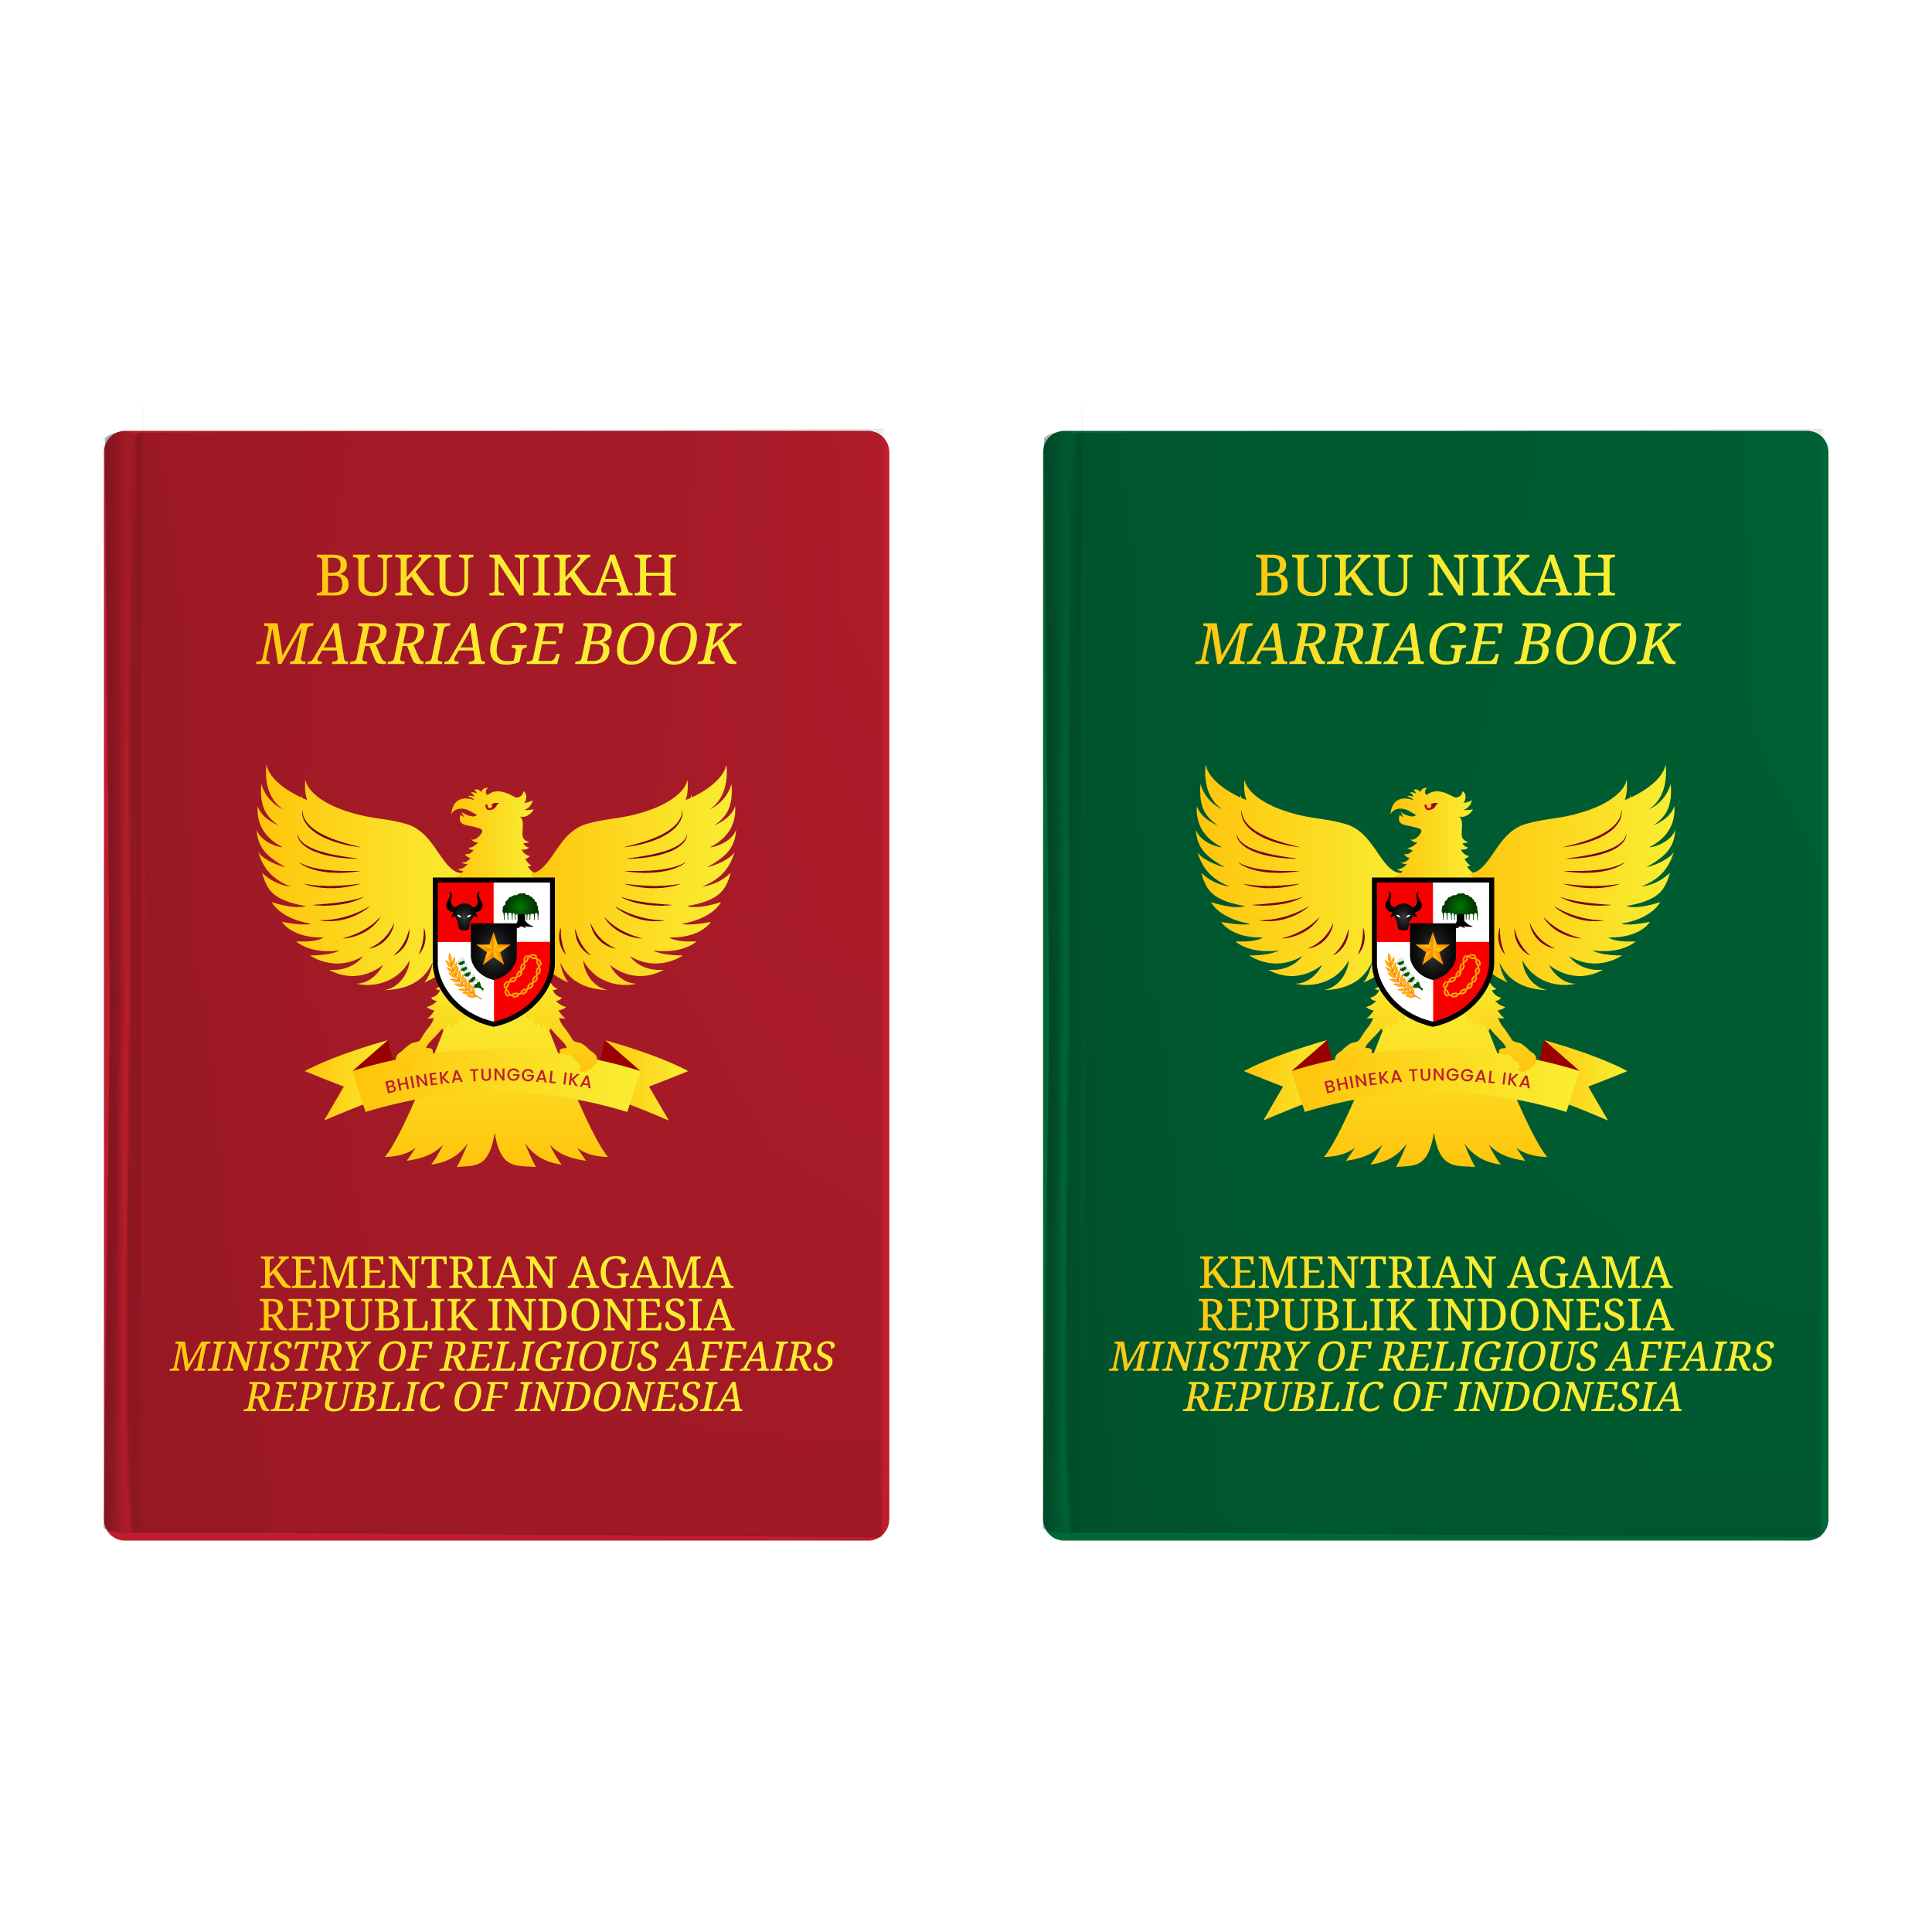 BUKU NIKAH
MARRIAGE BOOK
BHINEKA TUNGGAL IKA
KEMENTRIAN AGAMA
REPUBLIK INDONESIA
MINISTRY OF RELIGIOUS AFFAIRS
REPUBLIC OF INDONESIA
BUKU NIKAH
MARRIAGE BOOK
BHINEKA TUNGGAL IKA
KEMENTRIAN AGAMA
REPUBLIK INDONESIA
MINISTRY OF RELIGIOUS AFFAIRS
REPUBLIC OF INDONESIA